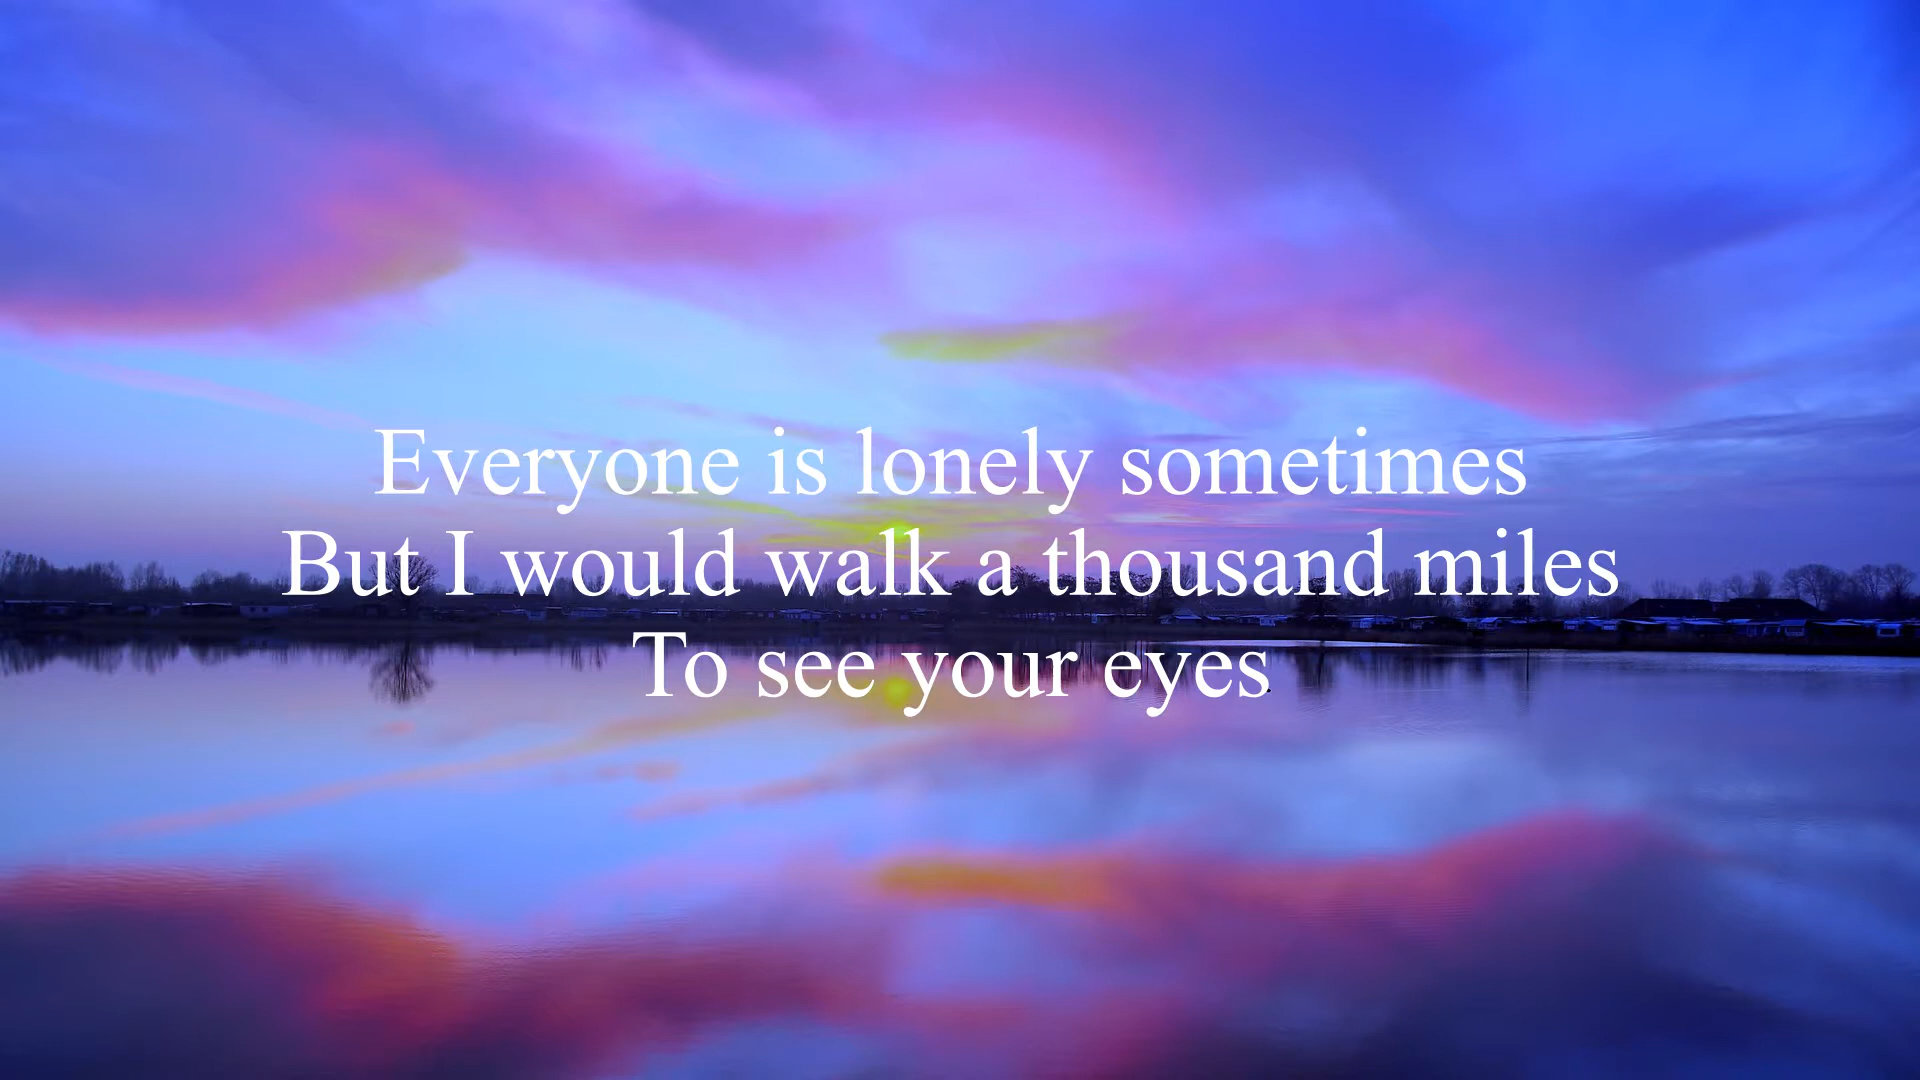 Everyone is lonely sometimes
But I would walk a thousand miles
To see your eyes